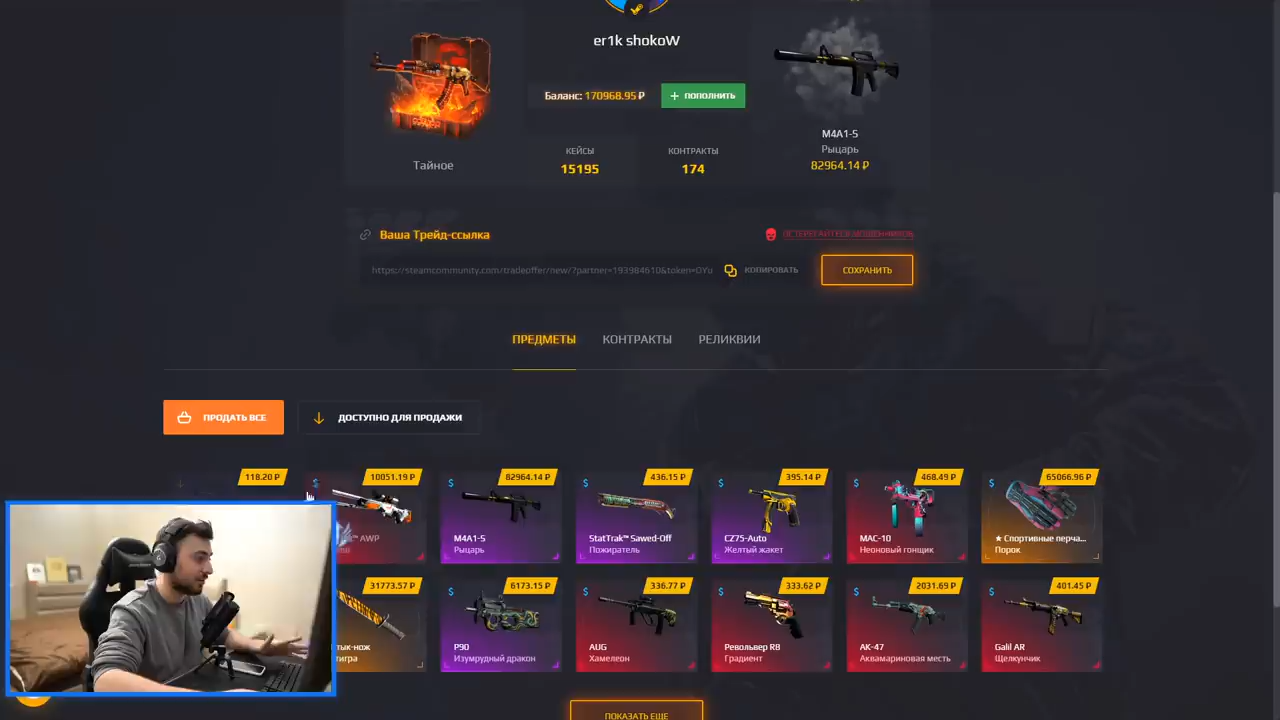 er1k shokoW
Баланс: 170968.95 ₽
ПОПОЛНИТЬ
M4A1-S
Рыцарь
82964.14 ₽
КЕЙСЫ
15195
КОНТРАКТЫ
174
Тайное
Ваша Трейд-ссылка
ОСТЕРЕГАЙТЕСЬ МОШЕННИКОВ
https://steamcommunity.com/tradeoffer/new/?partner=193984610&token=GYu
КОПИРОВАТЬ
СОХРАНИТЬ
ПРЕДМЕТЫ
КОНТРАКТЫ
РЕЛИКВИИ
ПРОДАТЬ ВСЕ
ДОСТУПНО ДЛЯ ПРОДАЖИ
118.20 ₽
10051.19 ₽
82964.14 ₽
436.15 ₽
395.14 ₽
468.49 ₽
65066.96 ₽
™ AWP
M4A1-S
Рыцарь
StatTrak™ Sawed-Off
Пожиратель
CZ75-Auto
Желтый жакет
MAC-10
Неоновый гонщик
★ Спортивные перча...
Порок
31773.57 ₽
6173.15 ₽
336.77 ₽
333.62 ₽
2031.69 ₽
401.45 ₽
тык-нож
тигра
P90
Изумрудный дракон
AUG
Хамелеон
Револьвер R8
Градиент
AK-47
Аквамариновая месть
Galil AR
Щелкунчик
ПОКАЗАТЬ ЕЩЕ